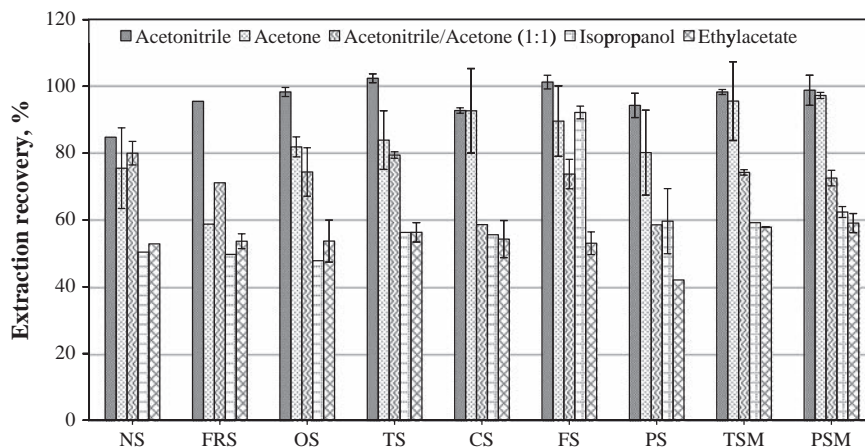 120
Acetonitrile Acetone Acetonitrile/Acetone (1:1) Isopropanol Ethylacetate
100
80
60
40
20
0
Extraction recovery, %
NS FRS OS TS CS FS PS TSM PSM